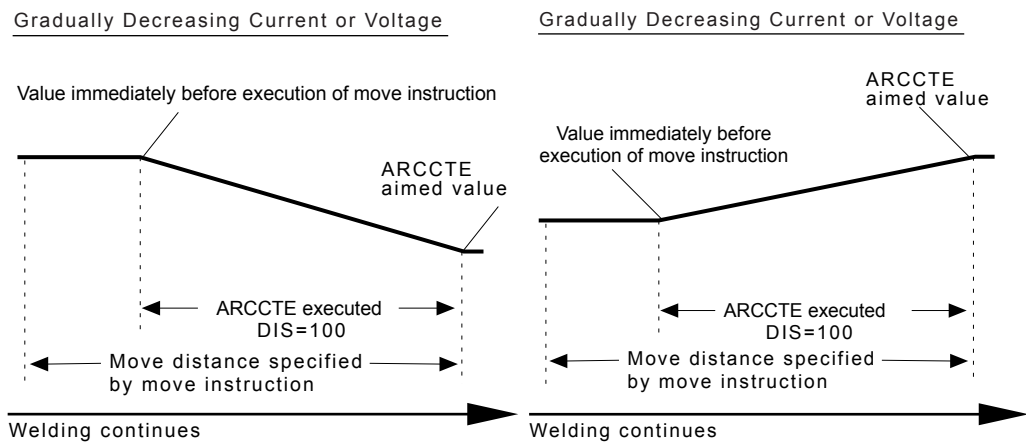 Gradually Decreasing Current or Voltage
Value immediately before execution of move instruction
ARCCTE
aimed value
ARCCTE executed
DIS=100
Move distance specified
by move instruction
Welding continues
Gradually Decreasing Current or Voltage
ARCCTE
aimed value
Value immediately before
execution of move instruction
ARCCTE executed
DIS=100
Move distance specified
by move instruction
Welding continues